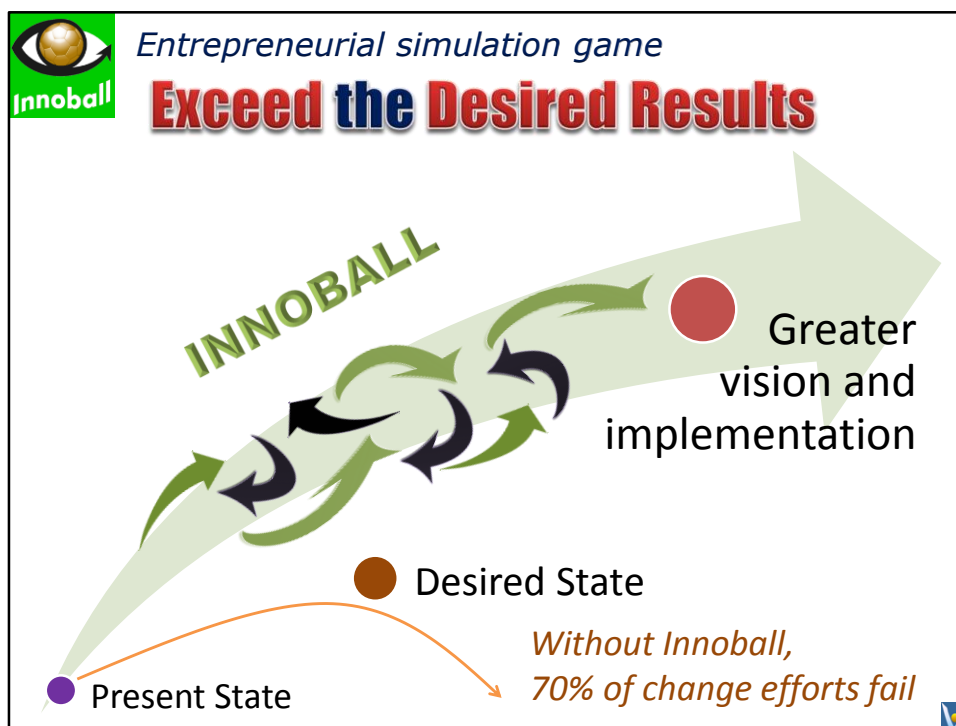 Innoball
Entrepreneurial simulation game
Exceed the Desired Results
INNOBALL
Greater
vision and
implementation
Desired State
Without Innoball,
70% of change efforts fail
Present State